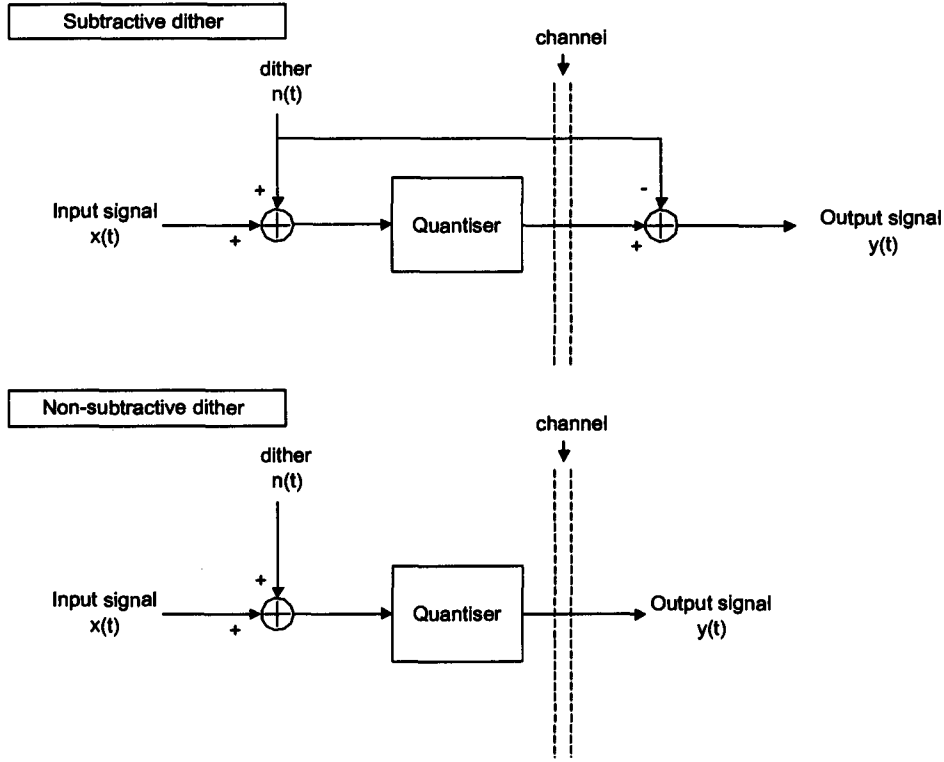 Subtractive dither
channel
dither
n(t)
+
-
Input signal
x(t)
+
Quantiser
+
Output signal
y(t)
Non-subtractive dither
channel
dither
n(t)
+
Input signal
x(t)
+
Quantiser
Output signal
y(t)